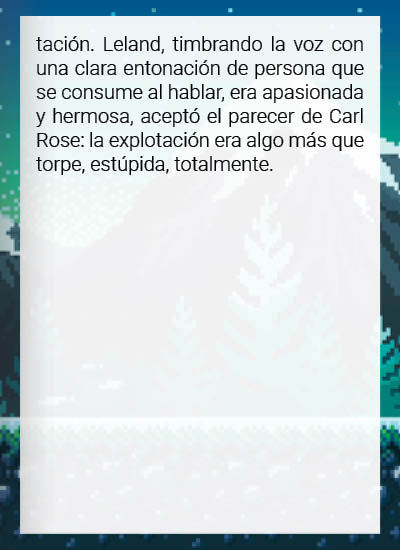 tación. Leland, timbrando la voz con
una clara entonación de persona que
se consume al hablar, era apasionada
y hermosa, aceptó el parecer de Carl
Rose: la explotación era algo más que
torpe, estúpida, totalmente.